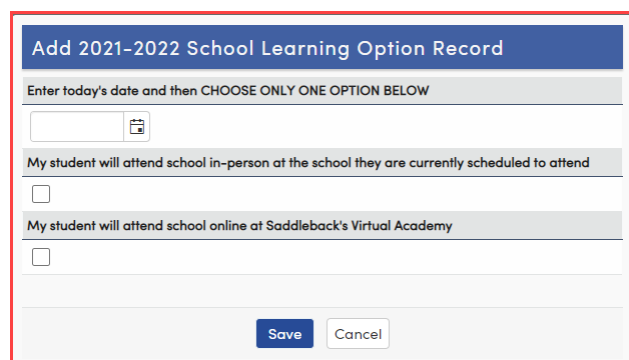 Add 2021-2022 School Learning Option Record
Enter today's date and then CHOOSE ONLY ONE OPTION BELOW
My student will attend school in-person at the school they are currently scheduled to attend
My student will attend school online at Saddleback's Virtual Academy
Save Cancel